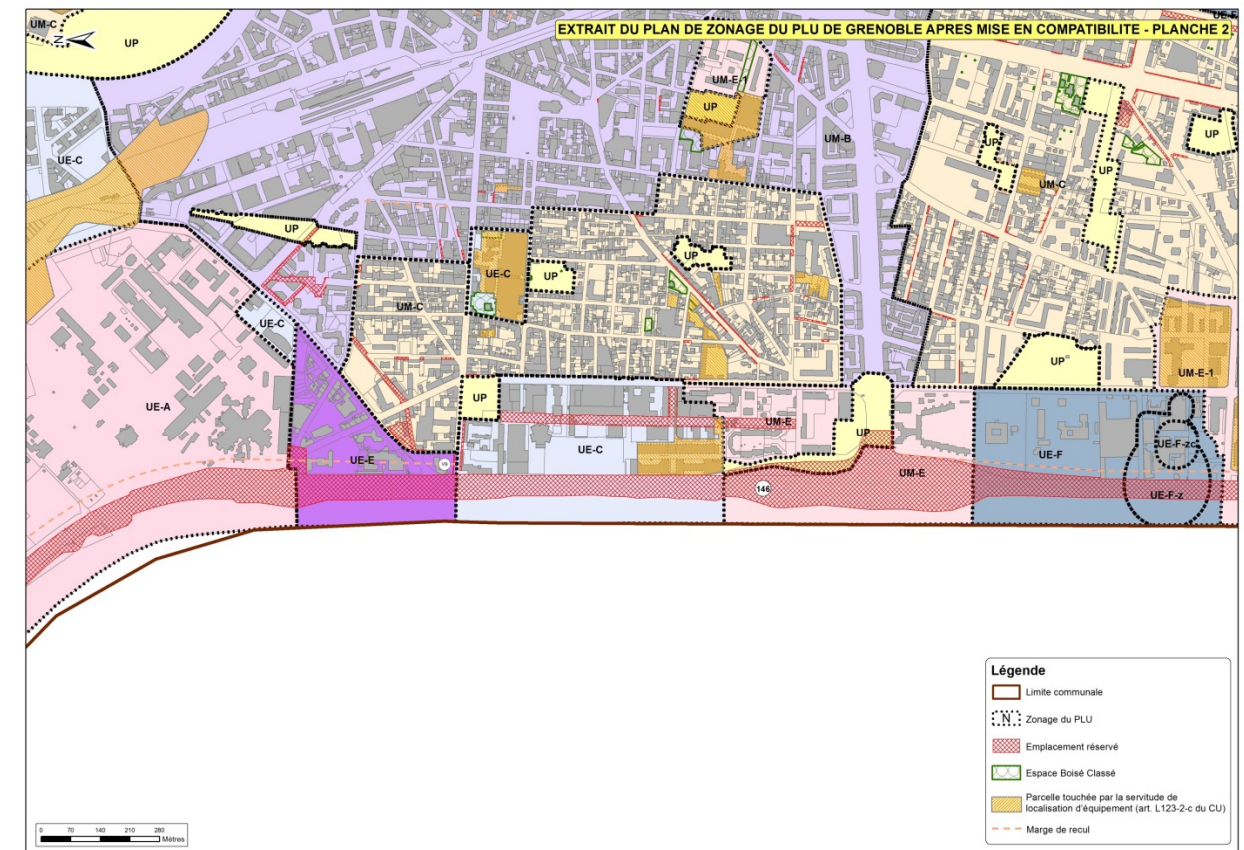 UM-C
UP
N
UE-F
EXTRAIT DU PLAN DE ZONAGE DU PLU DE GRENOBLE APRES MISE EN COMPATIBILITE - PLANCHE 2
UM-E-1
UP
UM-B
UP
UP
UE-C
UP
UM-C
UP
UE-C
UP
UP
UM-C
UE-C
UP
UM-E-1
UE-A
UP
UM-E
UP
UE-E
UE-C
UM-E
UE-F
UE-F-zc
146
UE-F-z
Légende
Limite communale
N Zonage du PLU
Emplacement réservé
Espace Boisé Classé
Parcelle touchée par la servitude de
localisation d'équipement (art. L123-2-c du CU)
Marge de recul
0 70 140 210 280
Mètres